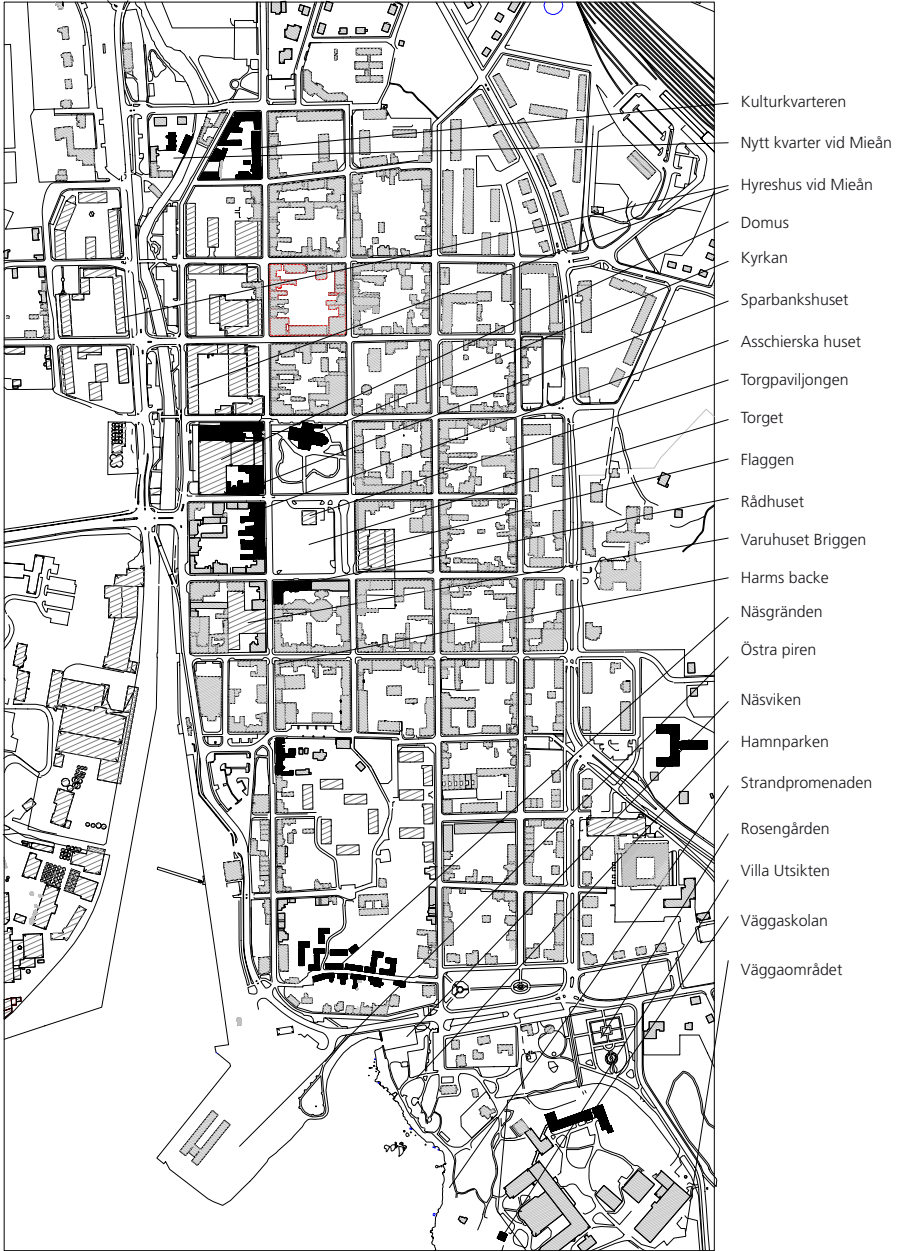 Kulturkvarteren
Nytt kvarter vid Mieån
Hyreshus vid Mieån
Domus
Kyrkan
Sparbankshuset
Asschierska huset
Torgpaviljongen
Torget
Flaggen
Rådhuset
Varuhuset Briggen
Harms backe
Näsgränden
Östra piren
Näsviken
Hamnparken
Strandpromenaden
Rosengården
Villa Utsikten
Väggaskolan
Väggaområdet